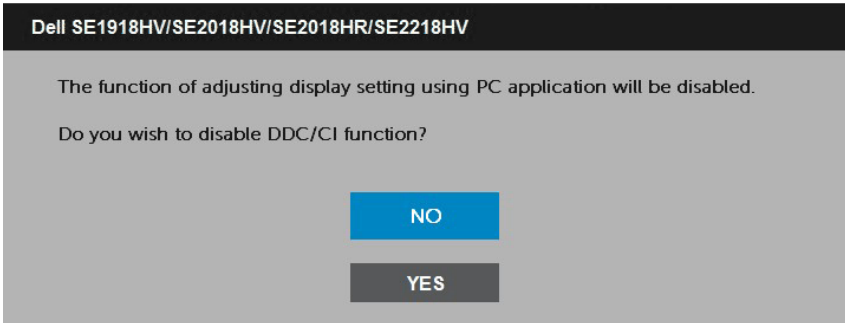 Dell SE1918HV/SE2018HV/SE2018HR/SE2218HV
The function of adjusting display setting using PC application will be disabled.
Do you wish to disable DDC/CI function?
NO
YES